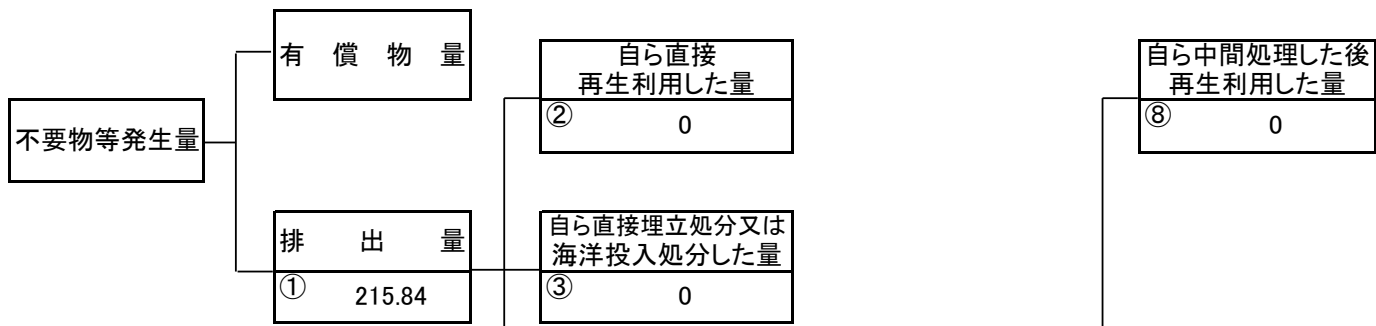 有償物量
自ら直接
再生利用した量
② 0
自ら中間処理した後
再生利用した量
⑧ 0
不要物等発生量
排出量
① 215.84
自ら直接埋立処分又は
海洋投入処分した量
③ 0